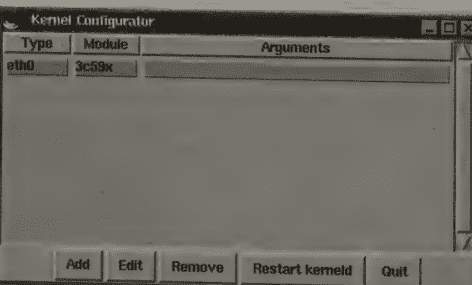 Kernel Configurator
Type Module Arguments
eth0 3c59x
Add Edit Remove Restart kerneld Quit